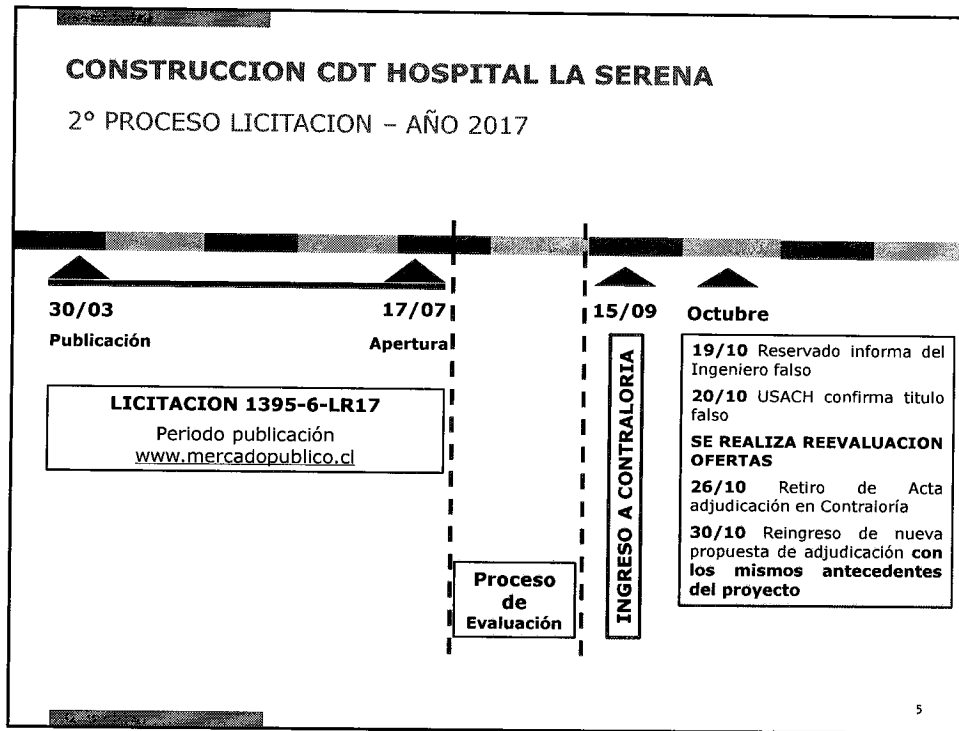 CONSTRUCCION CDT HOSPITAL LA SERENA
2º PROCESO LICITACION – AÑO 2017
30/03
Publicación
17/07
Apertura
LICITACION 1395-6-LR17
Periodo publicación
www.mercadopublico.cl
Proceso
de
Evaluación
15/09
INGRESO A CONTRALORIA
Octubre
19/10 Reservado informa del
Ingeniero falso
20/10 USACH confirma titulo
falso
SE REALIZA REEVALUACION
OFERTAS
26/10 Retiro de Acta
adjudicación en Contraloría
30/10 Reingreso de nueva
propuesta de adjudicación con
los mismos antecedentes
del proyecto
5